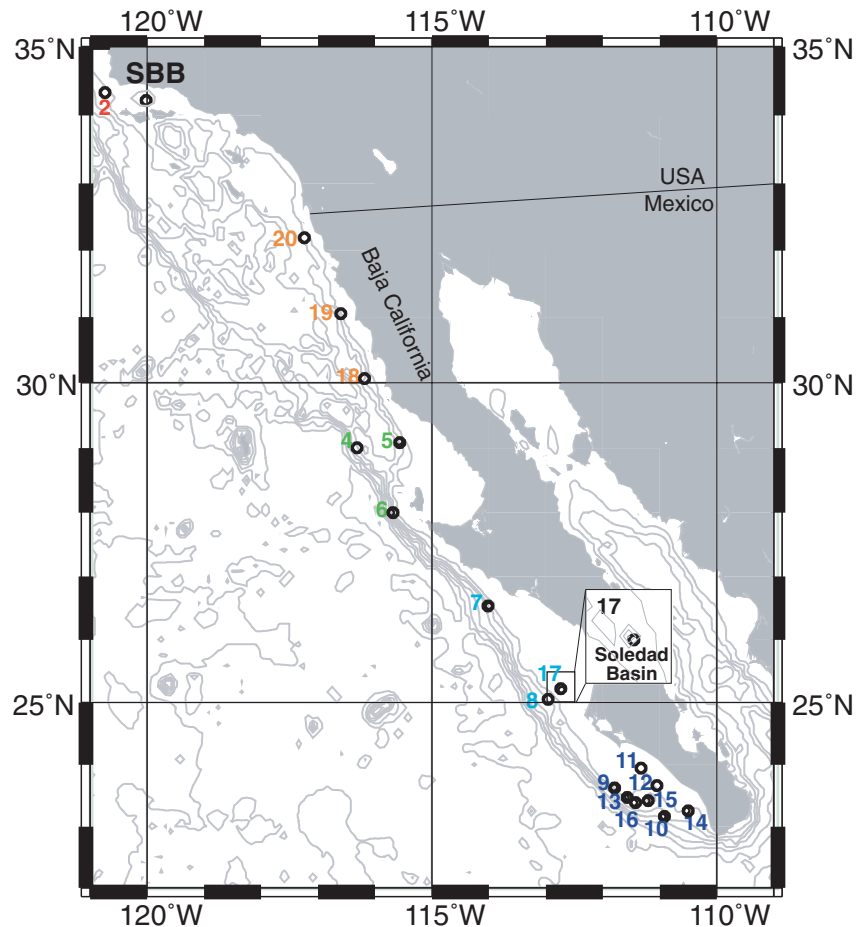 120˚W 115˚W 110˚W
35˚N 35˚N
SBB
2
USA
Mexico
20
Baja California
19
18
30˚N 30˚N
4 5
6
7
17
Soledad
Basin
17
8
25˚N 25˚N
11
9 12
13 15
16 10 14
120˚W 115˚W 110˚W